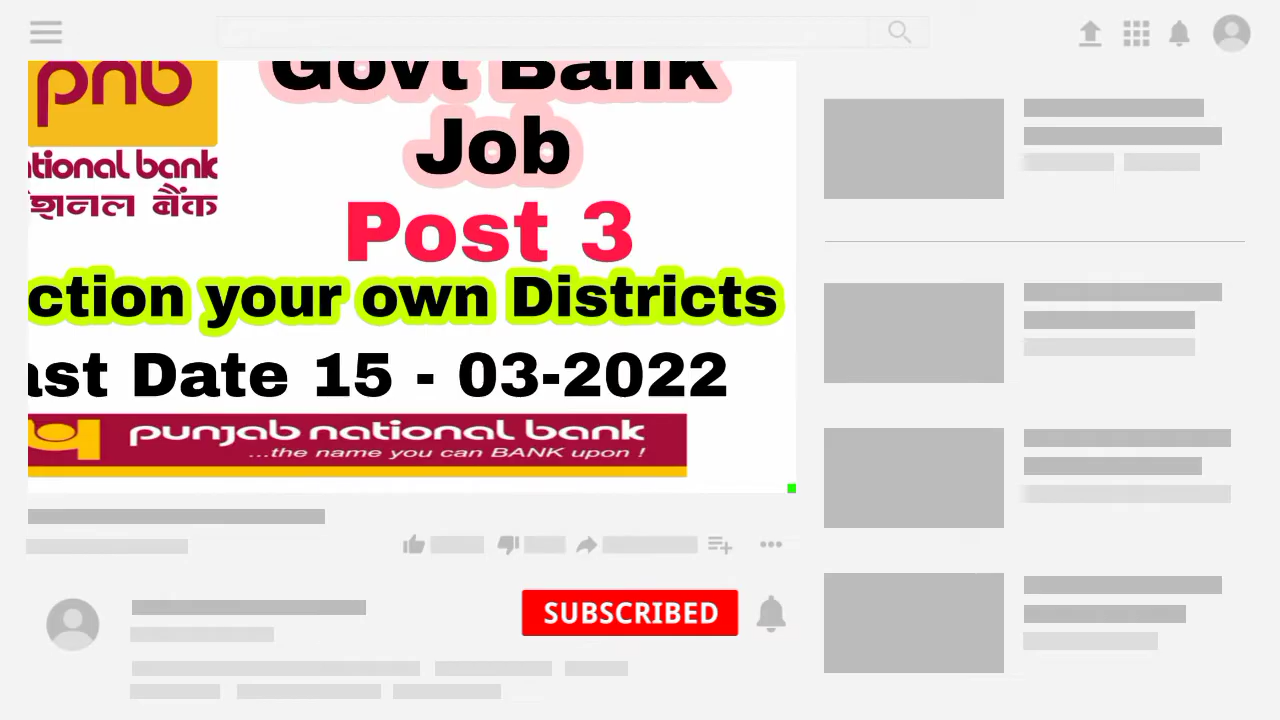 pnb
Govt Bank
Job
national bank
Post 3
ction your own Districts
ast Date 15 - 03-2022
punjab national bank
...the name you can BANK upon !
SUBSCRIBED